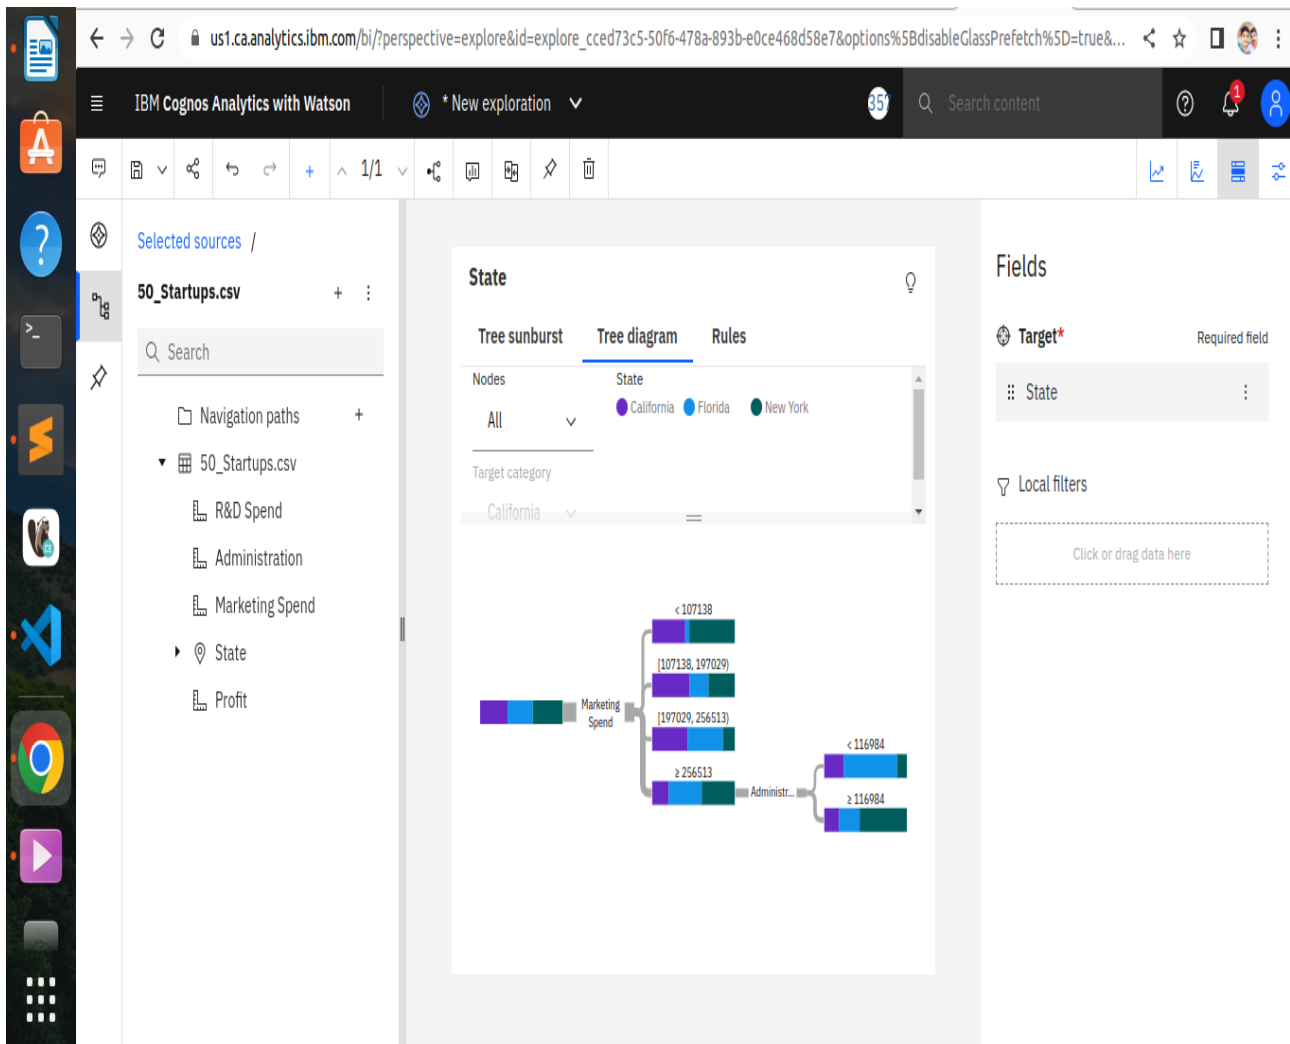 us1.ca.analytics.ibm.com/bi/?perspective=explore&id=explore_cced73c5-50f6-478a-893b-e0ce468d58e7&options%5BdisableGlassPrefetch%5D=true&...
IBM Cognos Analytics with Watson
* New exploration
357
Search content
1
1/1
Selected sources /
50_Startups.csv
Search
Navigation paths
50_Startups.csv
R&D Spend
Administration
Marketing Spend
State
Profit
State
Tree sunburst Tree diagram Rules
Nodes
All
State
California Florida New York
Target category
California
< 107138
[107138, 197029)
Marketing
Spend
[197029, 256513)
≥ 256513
Administr...
< 116984
≥ 116984
Fields
Target* Required field
State
Local filters
Click or drag data here